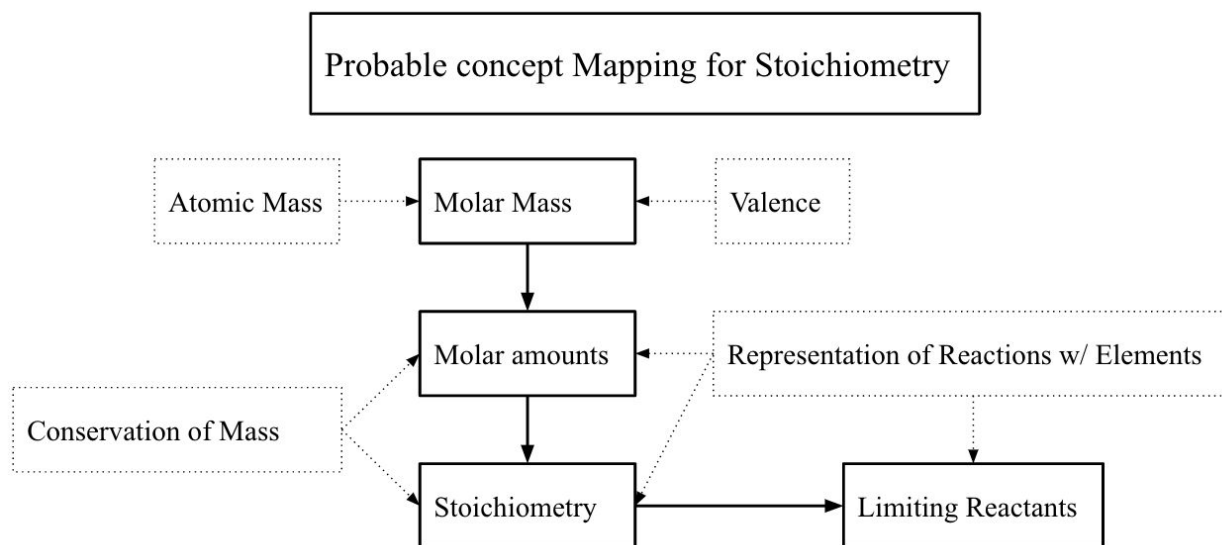 Probable concept Mapping for Stoichiometry
Atomic Mass
Molar Mass
Valence
Molar amounts
Representation of Reactions w/ Elements
Conservation of Mass
Stoichiometry
Limiting Reactants